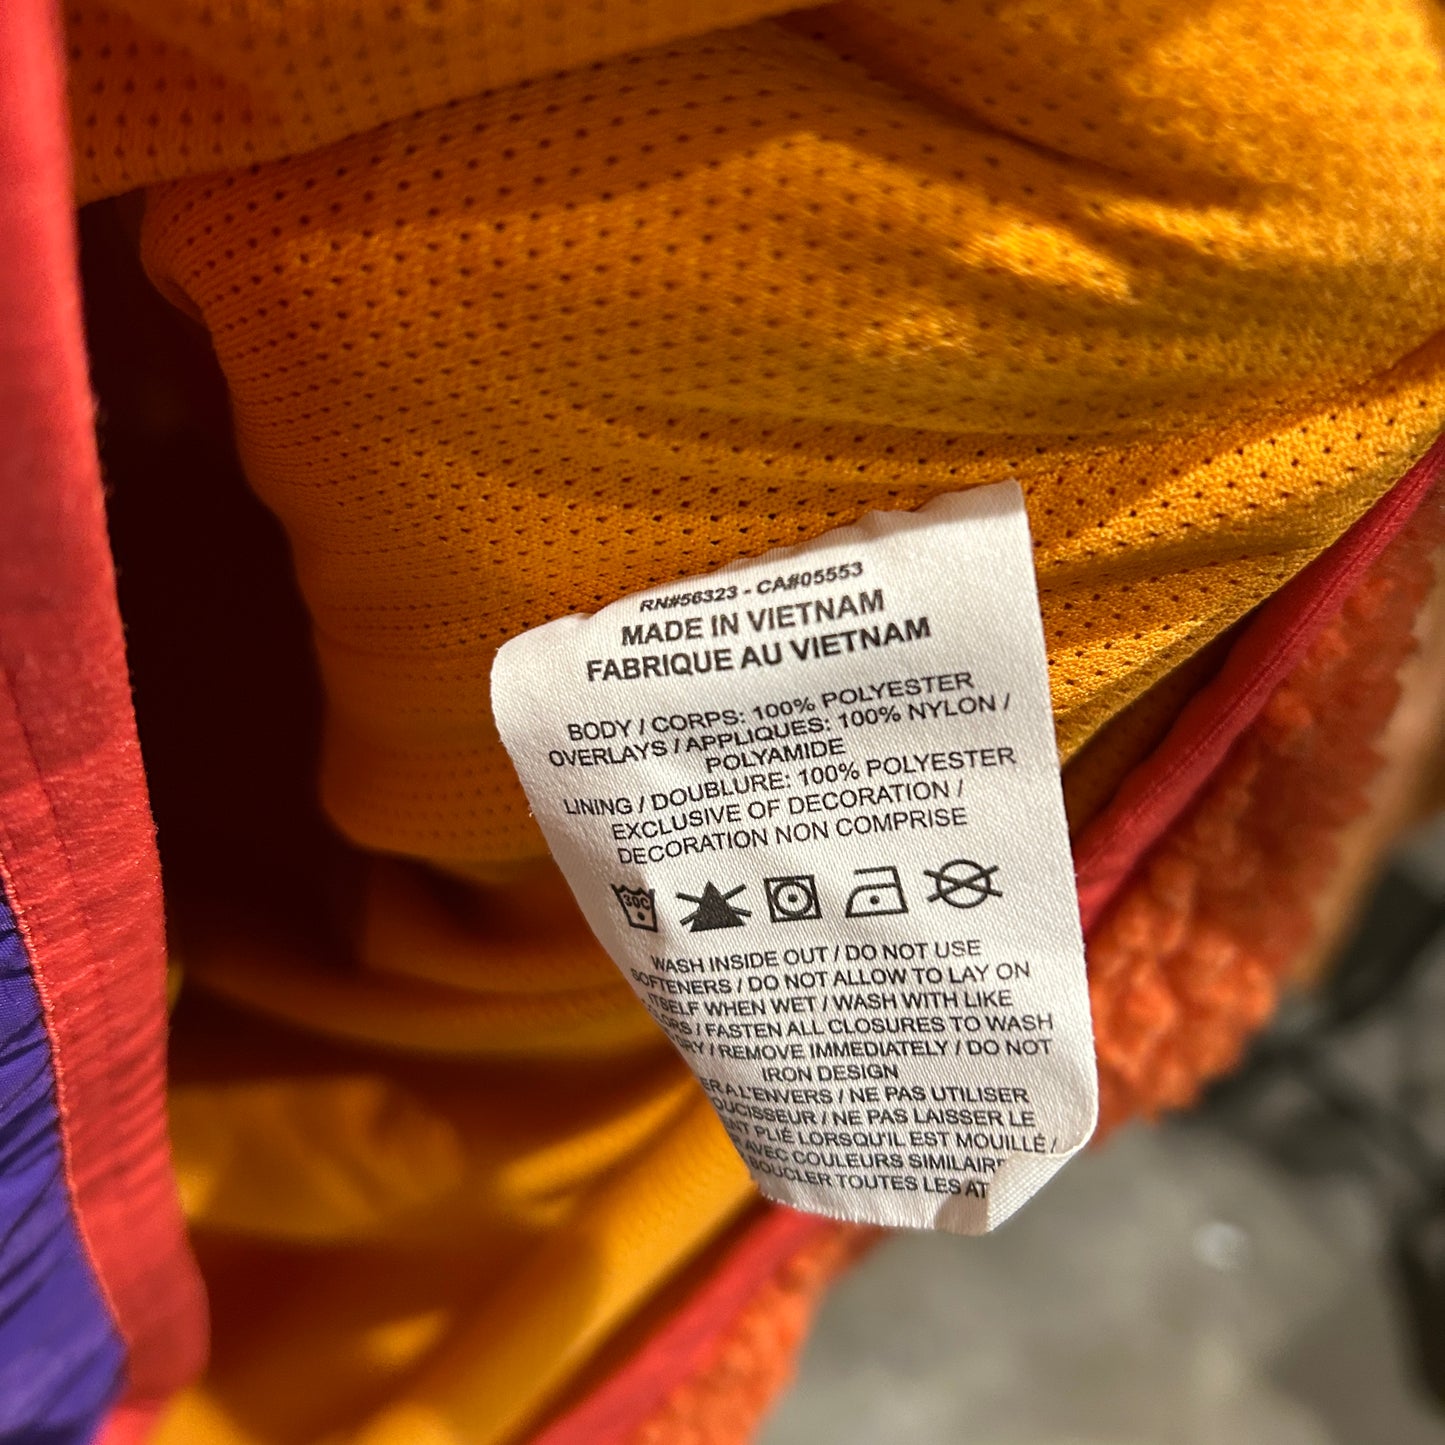 RN#56323 - CA#05553
MADE IN VIETNAM
FABRIQUE AU VIETNAM
BODY / CORPS: 100% POLYESTER
OVERLAYS / APPLIQUES: 100% NYLON /
POLYAMIDE
LINING / DOUBLURE: 100% POLYESTER
EXCLUSIVE OF DECORATION /
DECORATION NON COMPRISE
30C
WASH INSIDE OUT / DO NOT USE
SOFTENERS / DO NOT ALLOW TO LAY ON
ITSELF WHEN WET / WASH WITH LIKE
/ FASTEN ALL CLOSURES TO WASH
/ REMOVE IMMEDIATELY / DO NOT
IRON DESIGN
A L'ENVERS / NE PAS UTILISER
/ NE PAS LAISSER LE
PLIÉ LORSQU'IL EST MOUILLÉ /
AVEC COULEURS
BOUCLER TOUTES LES